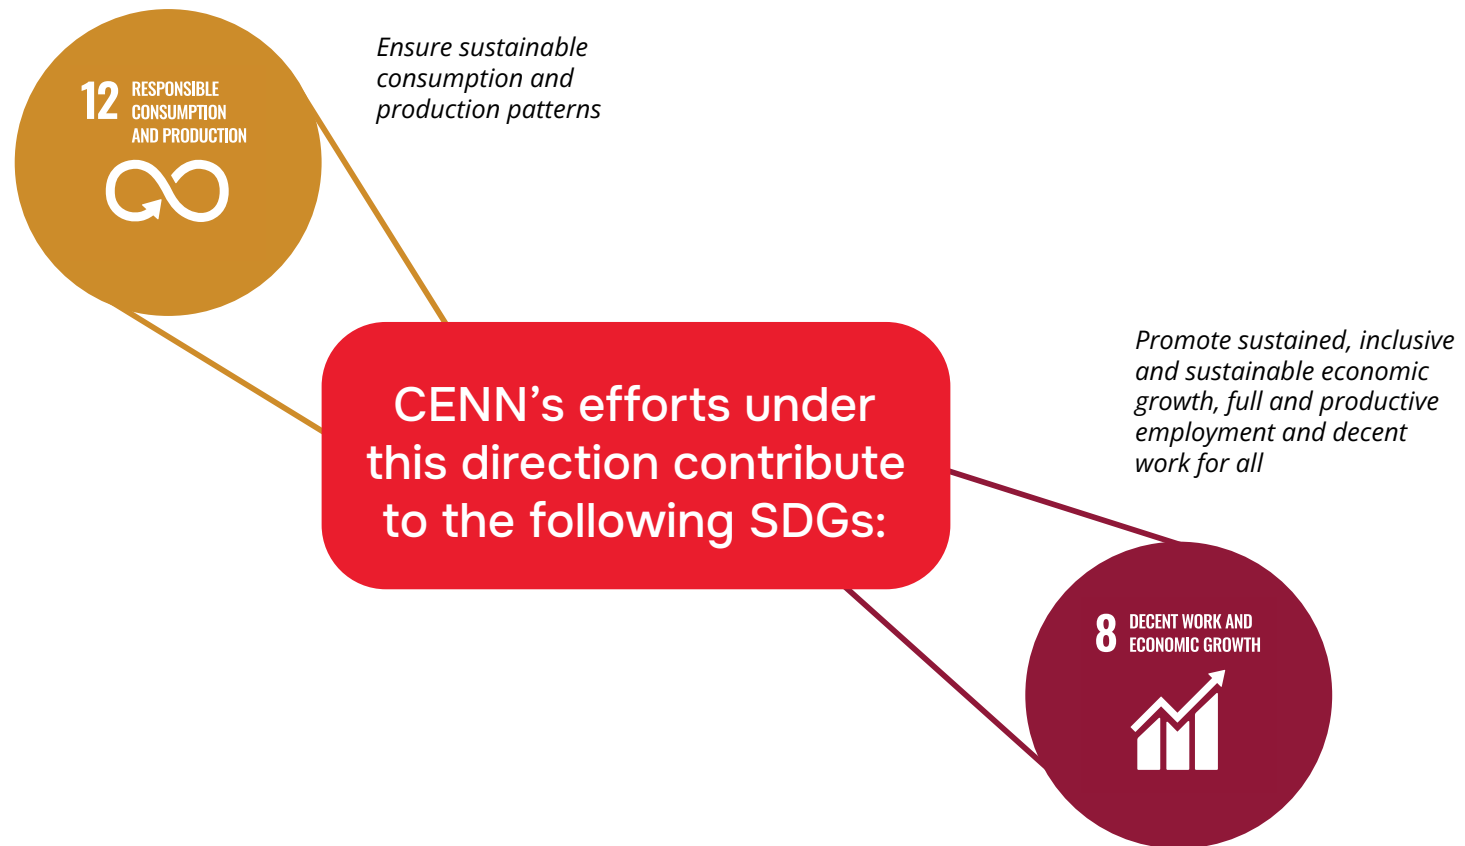 12 RESPONSIBLE
CONSUMPTION
AND PRODUCTION
Ensure sustainable
consumption and
production patterns
CENN’s efforts under
this direction contribute
to the following SDGs:
Promote sustained, inclusive
and sustainable economic
growth, full and productive
employment and decent
work for all
8 DECENT WORK AND
ECONOMIC GROWTH